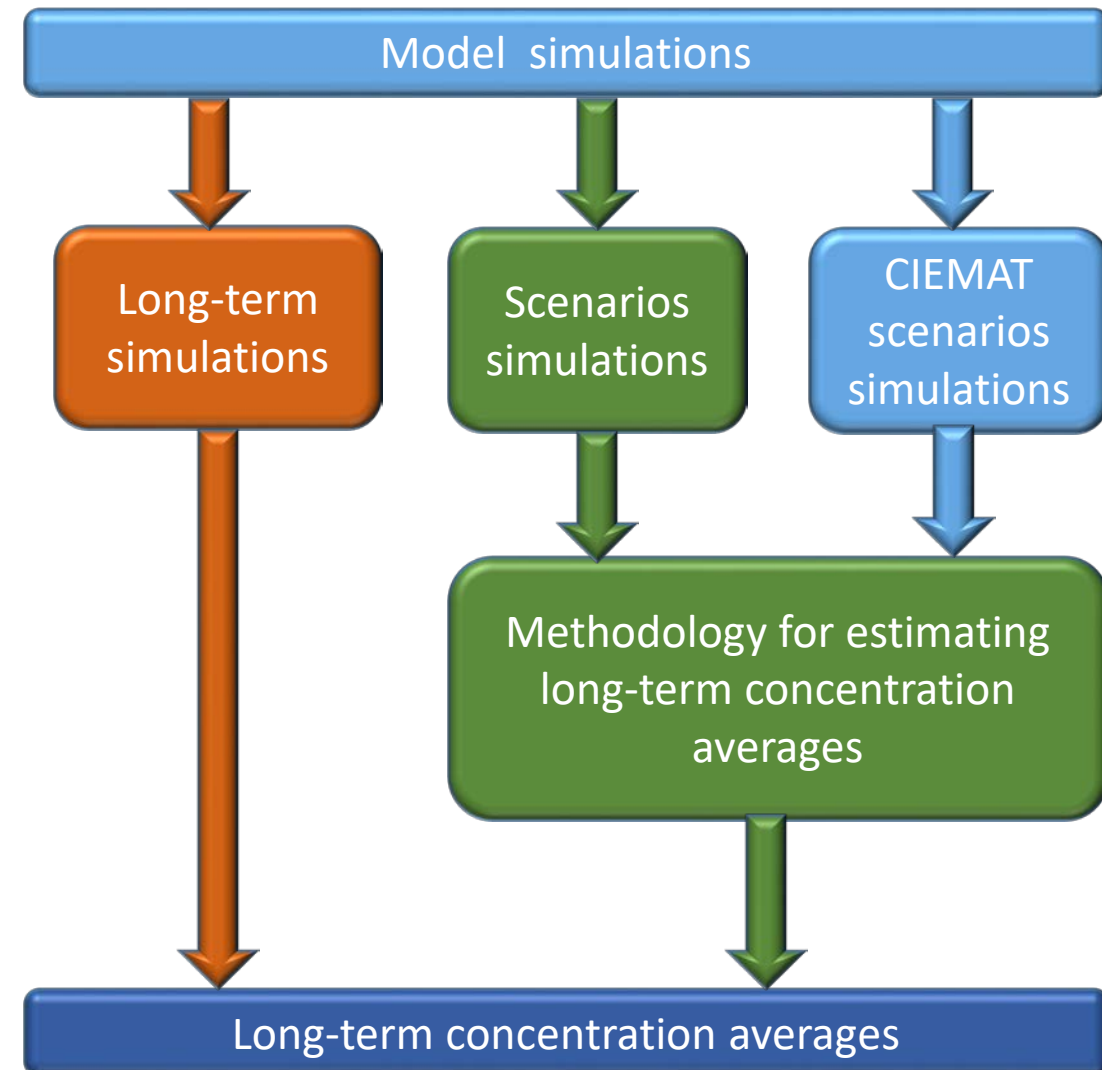 Model simulations
Long-term
simulations
Scenarios
simulations
CIEMAT
scenarios
simulations
Methodology for estimating
long-term concentration
averages
Long-term concentration averages